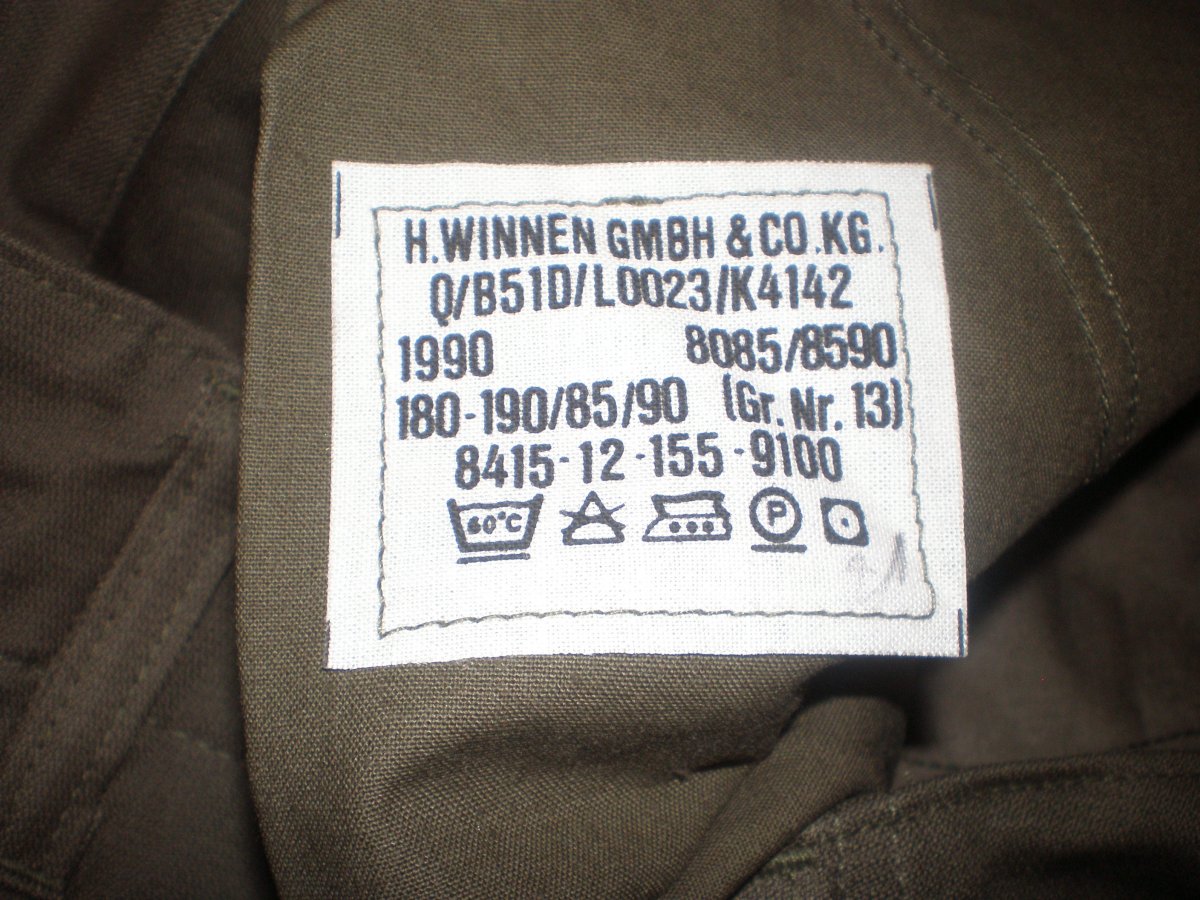 H.WINNEN GMBH & CO.KG.
Q/B51D/L0023/K4142
1990 8085/8590
180-190/85/90 (Gr. Nr. 13)
8415-12-155-9100
60°C P